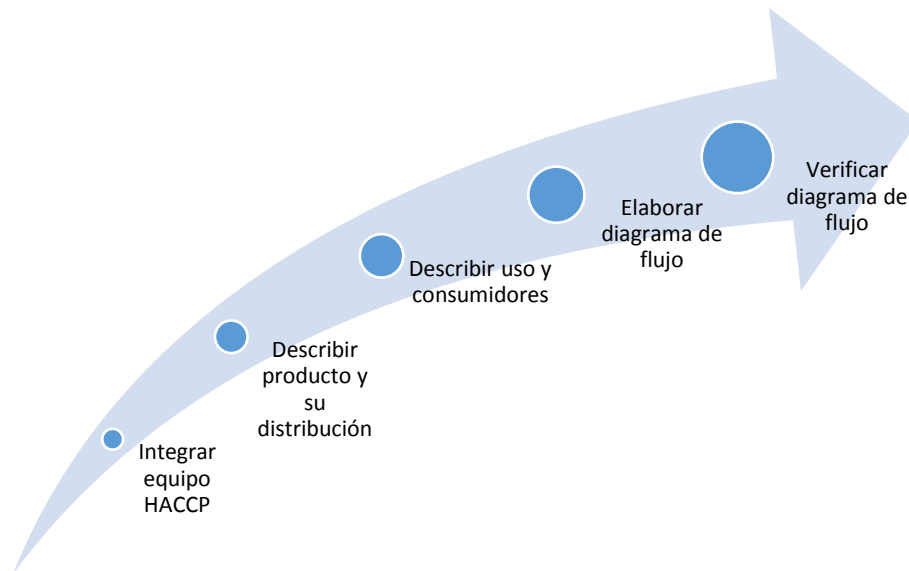 Integrar
equipo
HACCP
Describir
producto y
su
distribución
Describir uso y
consumidores
Elaborar
diagrama de
flujo
Verificar
diagrama de
flujo